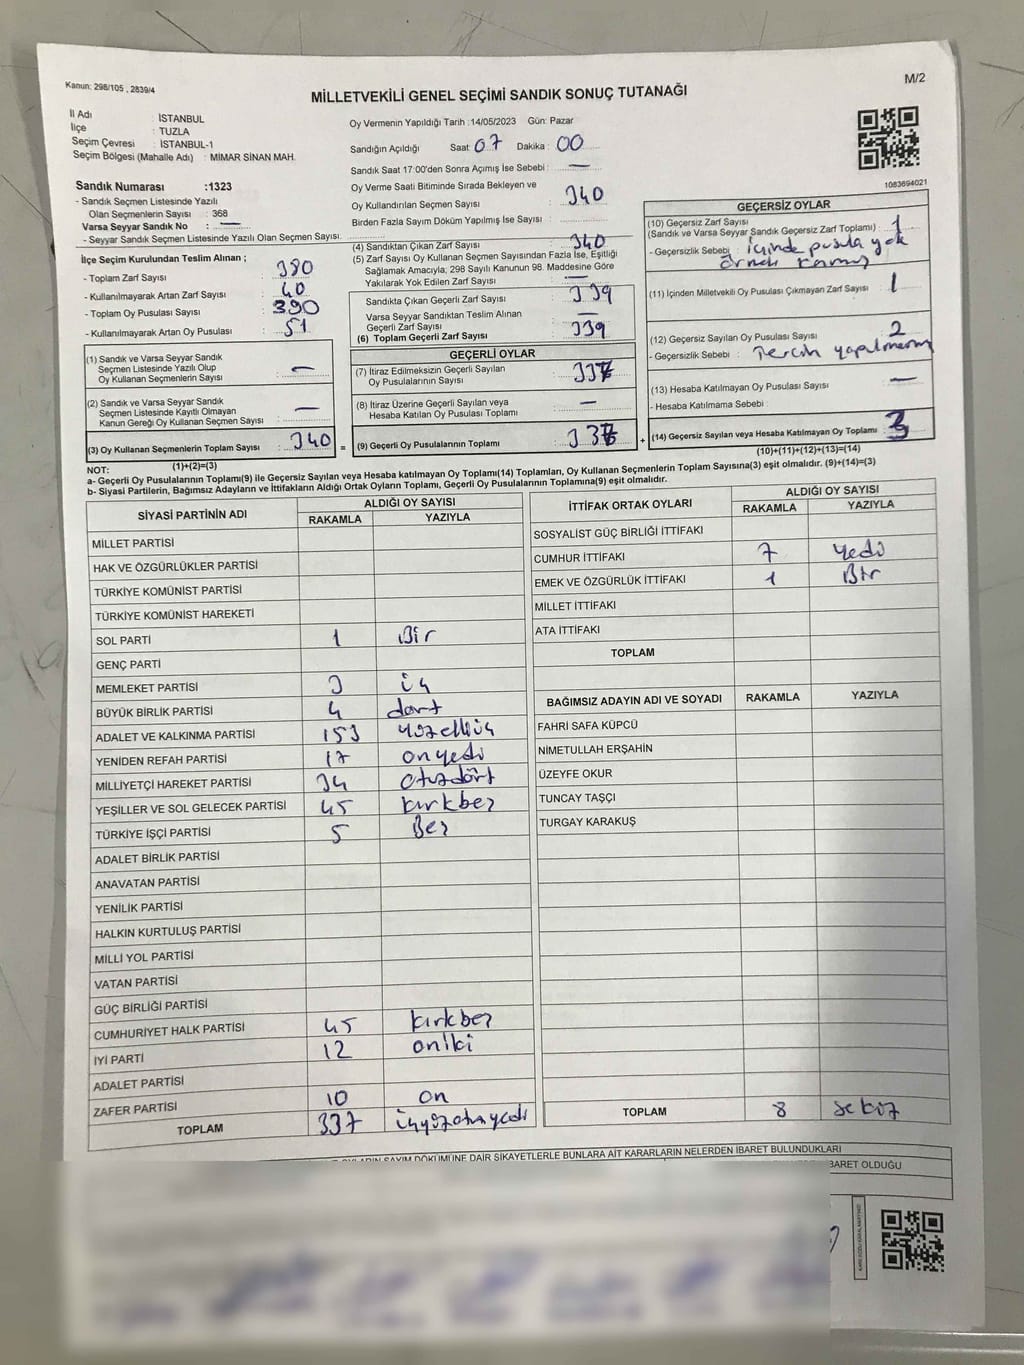 Kanun: 298/105 , 2839/4
M/2
MİLLETVEKİLİ GENEL SEÇİMİ SANDIK SONUÇ TUTANAĞI
İl Adı : İSTANBUL
İlçe : TUZLA
Seçim Çevresi : İSTANBUL-1
Seçim Bölgesi (Mahalle Adı) : MİMAR SİNAN MAH.
Sandık Numarası :1323
- Sandık Seçmen Listesinde Yazılı
Olan Seçmenlerin Sayısı : 368
Varsa Seyyar Sandık No : —
- Seyyar Sandık Seçmen Listesinde Yazılı Olan Seçmen Sayısı:
İlçe Seçim Kurulundan Teslim Alınan ;
- Toplam Zarf Sayısı : 380
- Kullanılmayarak Artan Zarf Sayısı : 40
- Toplam Oy Pusulası Sayısı : 390
- Kullanılmayarak Artan Oy Pusulası : 51
(1) Sandık ve Varsa Seyyar Sandık
Seçmen Listesinde Yazılı Olup
Oy Kullanan Seçmenlerin Sayısı : —
(2) Sandık ve Varsa Seyyar Sandık
Seçmen Listesinde Kayıtlı Olmayan
Kanun Gereği Oy Kullanan Seçmen Sayısı : —
(3) Oy Kullanan Seçmenlerin Toplam Sayısı : 340 =
(1)+(2)=(3)
Oy Vermenin Yapıldığı Tarih :14/05/2023 Gün: Pazar
Sandığın Açıldığı Saat 07 Dakika : 00
Sandık Saat 17:00'den Sonra Açımış İse Sebebi : —
Oy Verme Saati Bitiminde Sırada Bekleyen ve
Oy Kullandırılan Seçmen Sayısı : 340
Birden Fazla Sayım Döküm Yapılmış İse Sayısı :
(4) Sandıktan Çıkan Zarf Sayısı : 340
(5) Zarf Sayısı Oy Kullanan Seçmen Sayısından Fazla İse, Eşitliği
Sağlamak Amacıyla; 298 Sayılı Kanunun 98. Maddesine Göre
Yakılarak Yok Edilen Zarf Sayısı : —
Sandıkta Çıkan Geçerli Zarf Sayısı : 339
Varsa Seyyar Sandıktan Teslim Alınan
Geçerli Zarf Sayısı : —
(6) Toplam Geçerli Zarf Sayısı : 339
GEÇERLİ OYLAR
(7) İtiraz Edilmeksizin Geçerli Sayılan
Oy Pusulalarının Sayısı : 337
(8) İtiraz Üzerine Geçerli Sayılan veya
Hesaba Katılan Oy Pusulası Toplamı : —
(9) Geçerli Oy Pusulalarının Toplamı : 337 +
1083694021
GEÇERSİZ OYLAR
(10) Geçersiz Zarf Sayısı
(Sandık ve Varsa Seyyar Sandık Geçersiz Zarf Toplamı) : 1
- Geçersizlik Sebebi : içinde pusula yok
(11) İçinden Milletvekili Oy Pusulası Çıkmayan Zarf Sayısı : 1
(12) Geçersiz Sayılan Oy Pusulası Sayısı : 2
- Geçersizlik Sebebi : Tercih yapılmamış
(13) Hesaba Katılmayan Oy Pusulası Sayısı : —
- Hesaba Katılmama Sebebi :
(14) Geçersiz Sayılan veya Hesaba Katılmayan Oy Toplamı : 3
(10)+(11)+(12)+(13)=(14)
NOT:
a- Geçerli Oy Pusulalarının Toplamı(9) ile Geçersiz Sayılan veya Hesaba katılmayan Oy Toplamı(14) Toplamları, Oy Kullanan Seçmenlerin Toplam Sayısına(3) eşit olmalıdır. (9)+(14)=(3)
b- Siyasi Partilerin, Bağımsız Adayların ve İttifakların Aldığı Ortak Oyların Toplamı, Geçerli Oy Pusulalarının Toplamına(9) eşit olmalıdır.
SİYASİ PARTİNİN ADI ALDIĞI OY SAYISI
RAKAMLA YAZIYLA
MİLLET PARTİSİ
HAK VE ÖZGÜRLÜKLER PARTİSİ
TÜRKİYE KOMÜNİST PARTİSİ
TÜRKİYE KOMÜNİST HAREKETİ
SOL PARTİ 1 Bir
GENÇ PARTİ
MEMLEKET PARTİSİ 3 üç
BÜYÜK BİRLİK PARTİSİ 4 dört
ADALET VE KALKINMA PARTİSİ 153 yüzelliüç
YENİDEN REFAH PARTİSİ 17 onyedi
MİLLİYETÇİ HAREKET PARTİSİ 34 otuzdört
YEŞİLLER VE SOL GELECEK PARTİSİ 45 kırkbeş
TÜRKİYE İŞÇİ PARTİSİ 5 Beş
ADALET BİRLİK PARTİSİ
ANAVATAN PARTİSİ
YENİLİK PARTİSİ
HALKIN KURTULUŞ PARTİSİ
MİLLİ YOL PARTİSİ
VATAN PARTİSİ
GÜÇ BİRLİĞİ PARTİSİ
CUMHURİYET HALK PARTİSİ 45 kırkbeş
İYİ PARTİ 12 oniki
ADALET PARTİSİ
ZAFER PARTİSİ 10 on
TOPLAM 337 üçyüzotuzyedi
İTTİFAK ORTAK OYLARI ALDIĞI OY SAYISI
RAKAMLA YAZIYLA
SOSYALİST GÜÇ BİRLİĞİ İTTİFAKI
CUMHUR İTTİFAKI 7 yedi
EMEK VE ÖZGÜRLÜK İTTİFAKI 1 Bir
MİLLET İTTİFAKI
ATA İTTİFAKI
TOPLAM
BAĞIMSIZ ADAYIN ADI VE SOYADI RAKAMLA YAZIYLA
FAHRİ SAFA KÜPCÜ
NİMETULLAH ERŞAHİN
ÜZEYFE OKUR
TUNCAY TAŞÇI
TURGAY KARAKUŞ
TOPLAM 8 sekiz
SAYIM DÖKÜMÜNE DAİR ŞİKAYETLERLE BUNLARA AİT KARARLARIN NELERDEN İBARET BULUNDUKLARI
BARET OLDUĞU